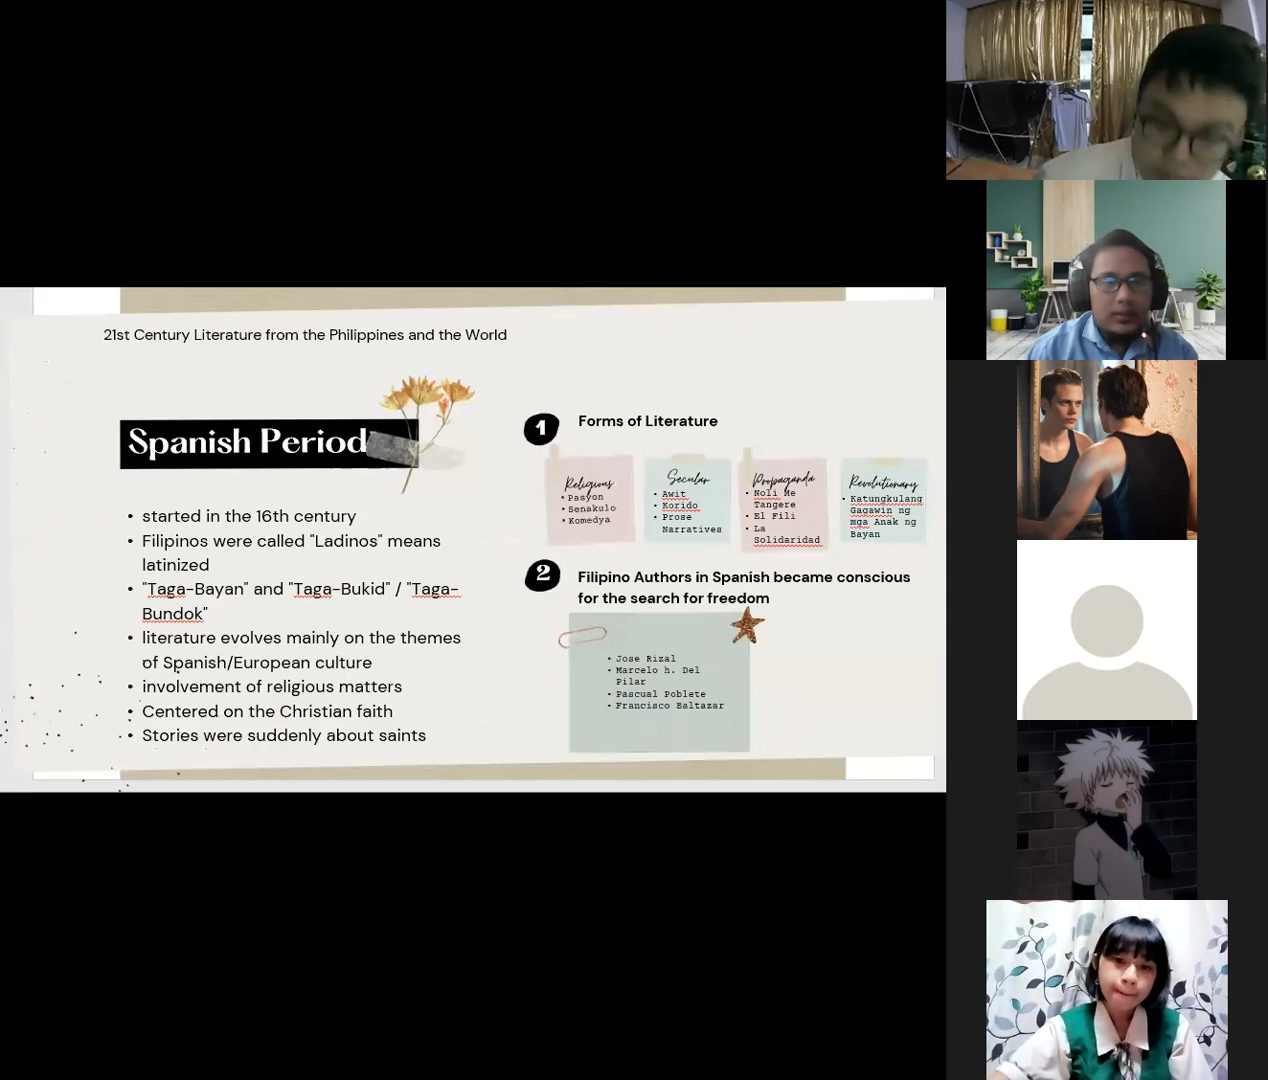 21st Century Literature from the Philippines and the World
Spanish Period
• started in the 16th century
• Filipinos were called "Ladinos" means
latinized
• "Taga-Bayan" and "Taga-Bukid" / "Taga-
Bundok"
• literature evolves mainly on the themes
of Spanish/European culture
• involvement of religious matters
• Centered on the Christian faith
• Stories were suddenly about saints
1
Forms of Literature
Religious
• Pasyon
• Senakulo
• Komedya
Secular
• Awit
• Korido
• Prose
Narratives
Propaganda
• Noli Me
Tangere
• El Fili
• La
Solidaridad
Revolutionary
• Katungkulang
Gagawin ng
mga Anak ng
Bayan
2
Filipino Authors in Spanish became conscious
for the search for freedom
• Jose Rizal
• Marcelo h. Del
Pilar
• Pascual Poblete
• Francisco Baltazar